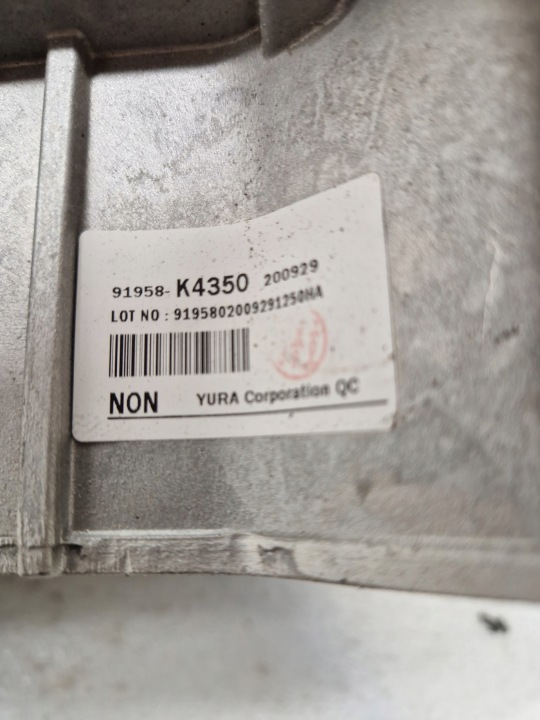 91958- K4350 200929
LOT NO : 9195802009291250HA
NON YURA Corporation QC